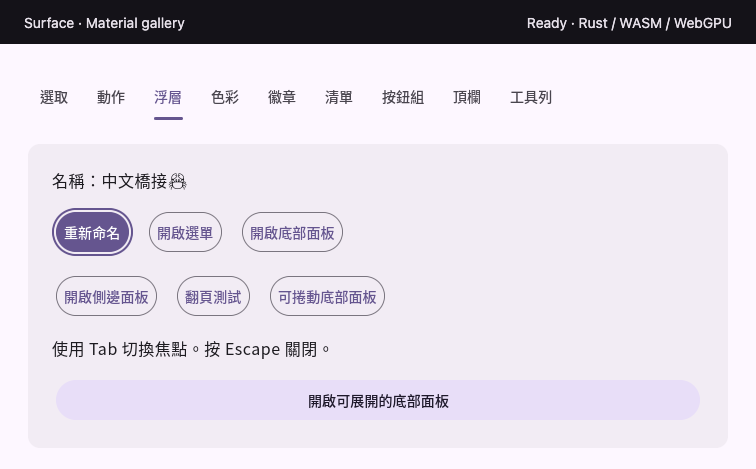 Surface · Material gallery
Ready · Rust / WASM / WebGPU
選取 動作 浮層 色彩 徽章 清單 按鈕組 頂欄 工具列
名稱：中文橋接🦀
重新命名 開啟選單 開啟底部面板
開啟側邊面板 翻頁測試 可捲動底部面板
使用 Tab 切換焦點。按 Escape 關閉。
開啟可展開的底部面板